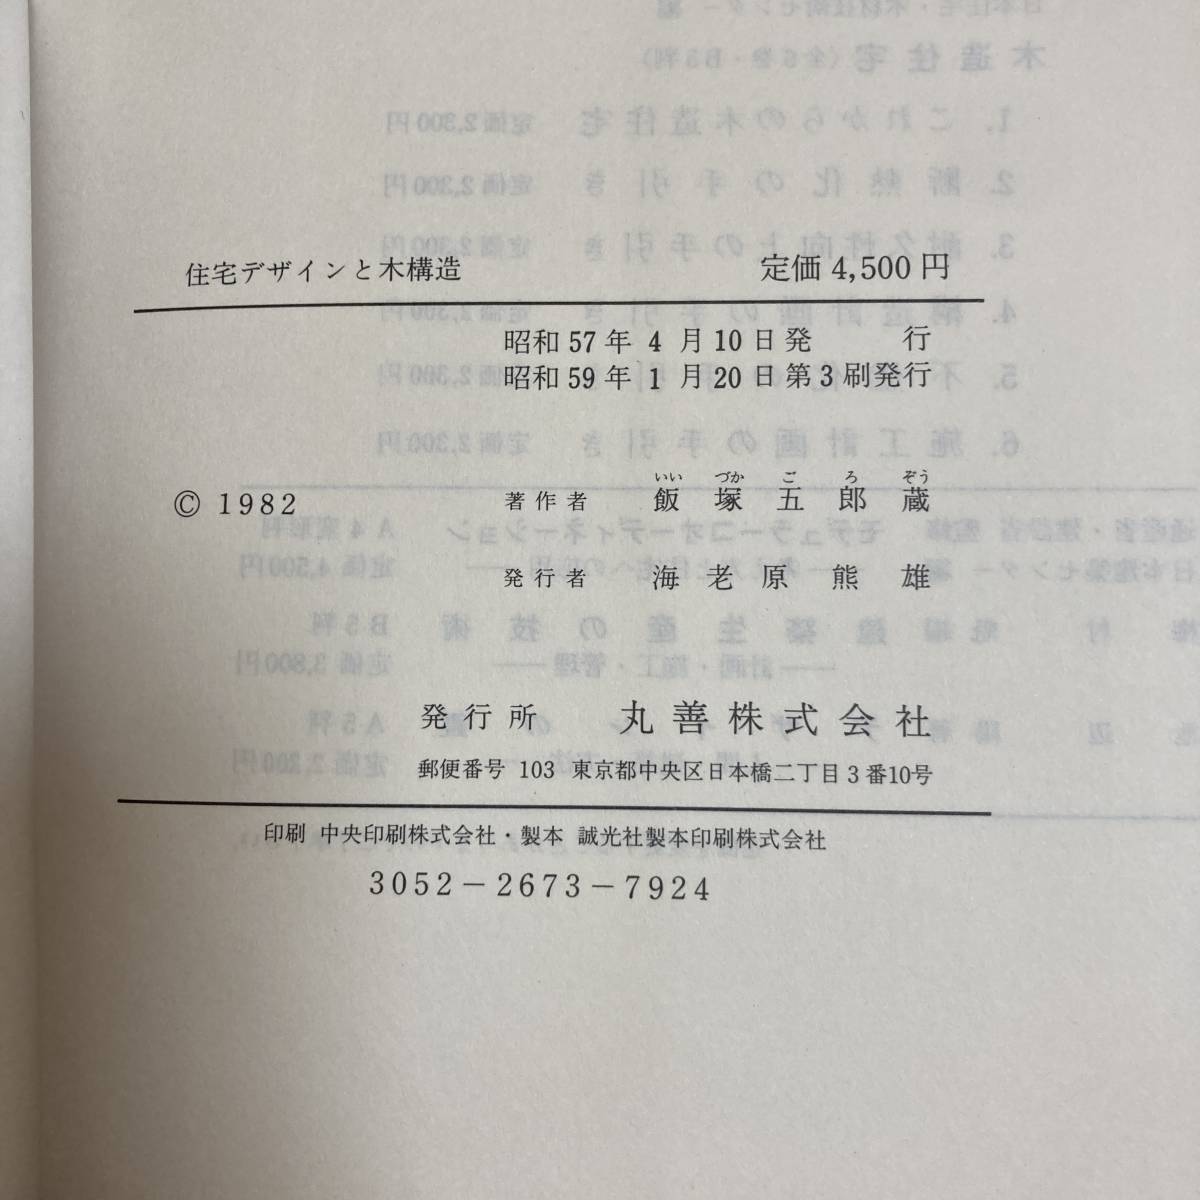 住宅デザインと木構造 定価 4,500 円
昭和 57 年 4 月 10 日 発 行
昭和 59 年 1 月 20 日 第 3 刷発行
© 1982
いい づか ご ろ ぞう
著作者 飯塚五郎蔵
発行者 海老原熊雄
発行所 丸善株式会社
郵便番号 103 東京都中央区日本橋二丁目 3 番10号
印刷 中央印刷株式会社・製本 誠光社製本印刷株式会社
3052－2673－7924